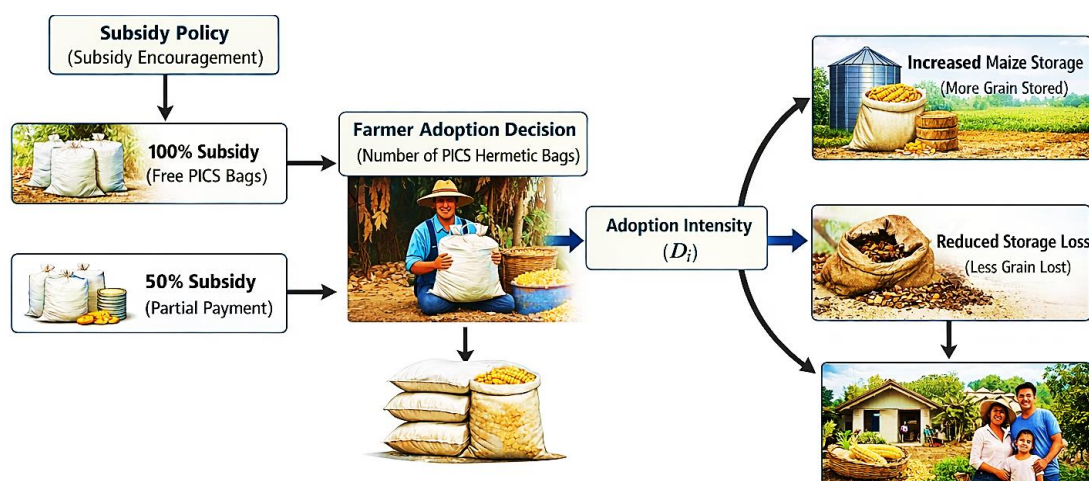 Subsidy Policy
(Subsidy Encouragement)
100% Subsidy
(Free PICS Bags)
50% Subsidy
(Partial Payment)
Farmer Adoption Decision
(Number of PICS Hermetic Bags)
Adoption Intensity
(Dᵢ)
Increased Maize Storage
(More Grain Stored)
Reduced Storage Loss
(Less Grain Lost)